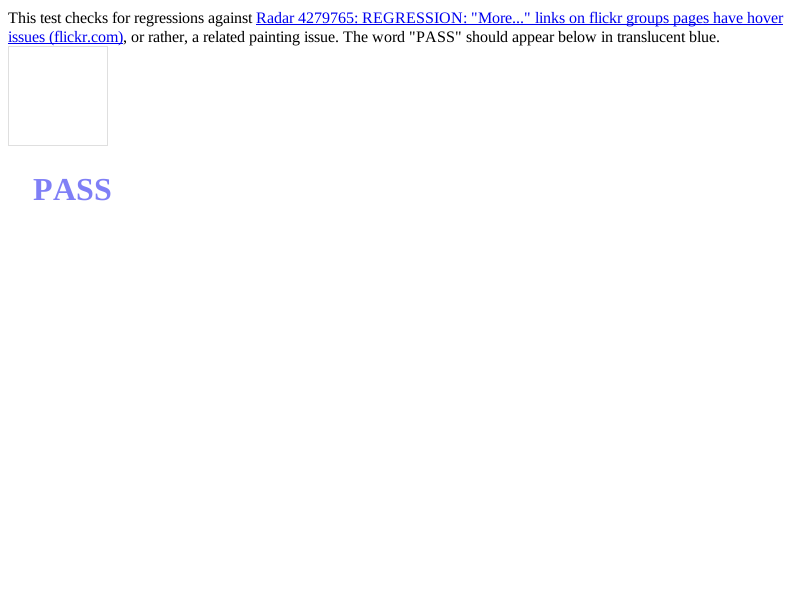 This test checks for regressions against Radar 4279765: REGRESSION: "More..." links on flickr groups pages have hover
issues (flickr.com), or rather, a related painting issue. The word "PASS" should appear below in translucent blue.
PASS